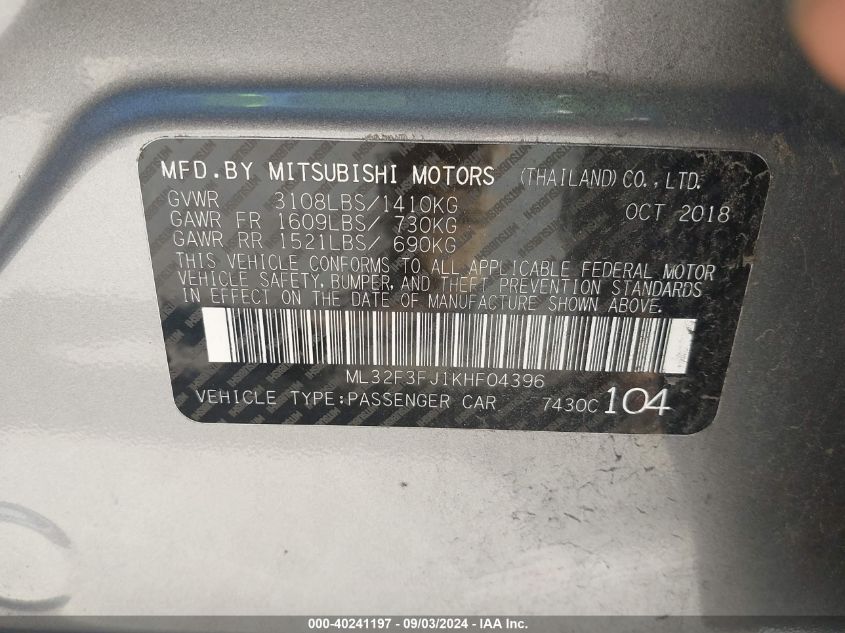 MFD.BY MITSUBISHI MOTORS (THAILAND) CO., LTD.
GVWR 3108LBS/1410KG OCT 2018
GAWR FR 1609LBS/ 730KG
GAWR RR 1521LBS/ 690KG
THIS VEHICLE CONFORMS TO ALL APPLICABLE FEDERAL MOTOR
VEHICLE SAFETY, BUMPER, AND THEFT PREVENTION STANDARDS
IN EFFECT ON THE DATE OF MANUFACTURE SHOWN ABOVE.
ML32F3FJ1KHF04396
VEHICLE TYPE:PASSENGER CAR 7430C 104
000-40241197 - 09/03/2024 - IAA Inc.